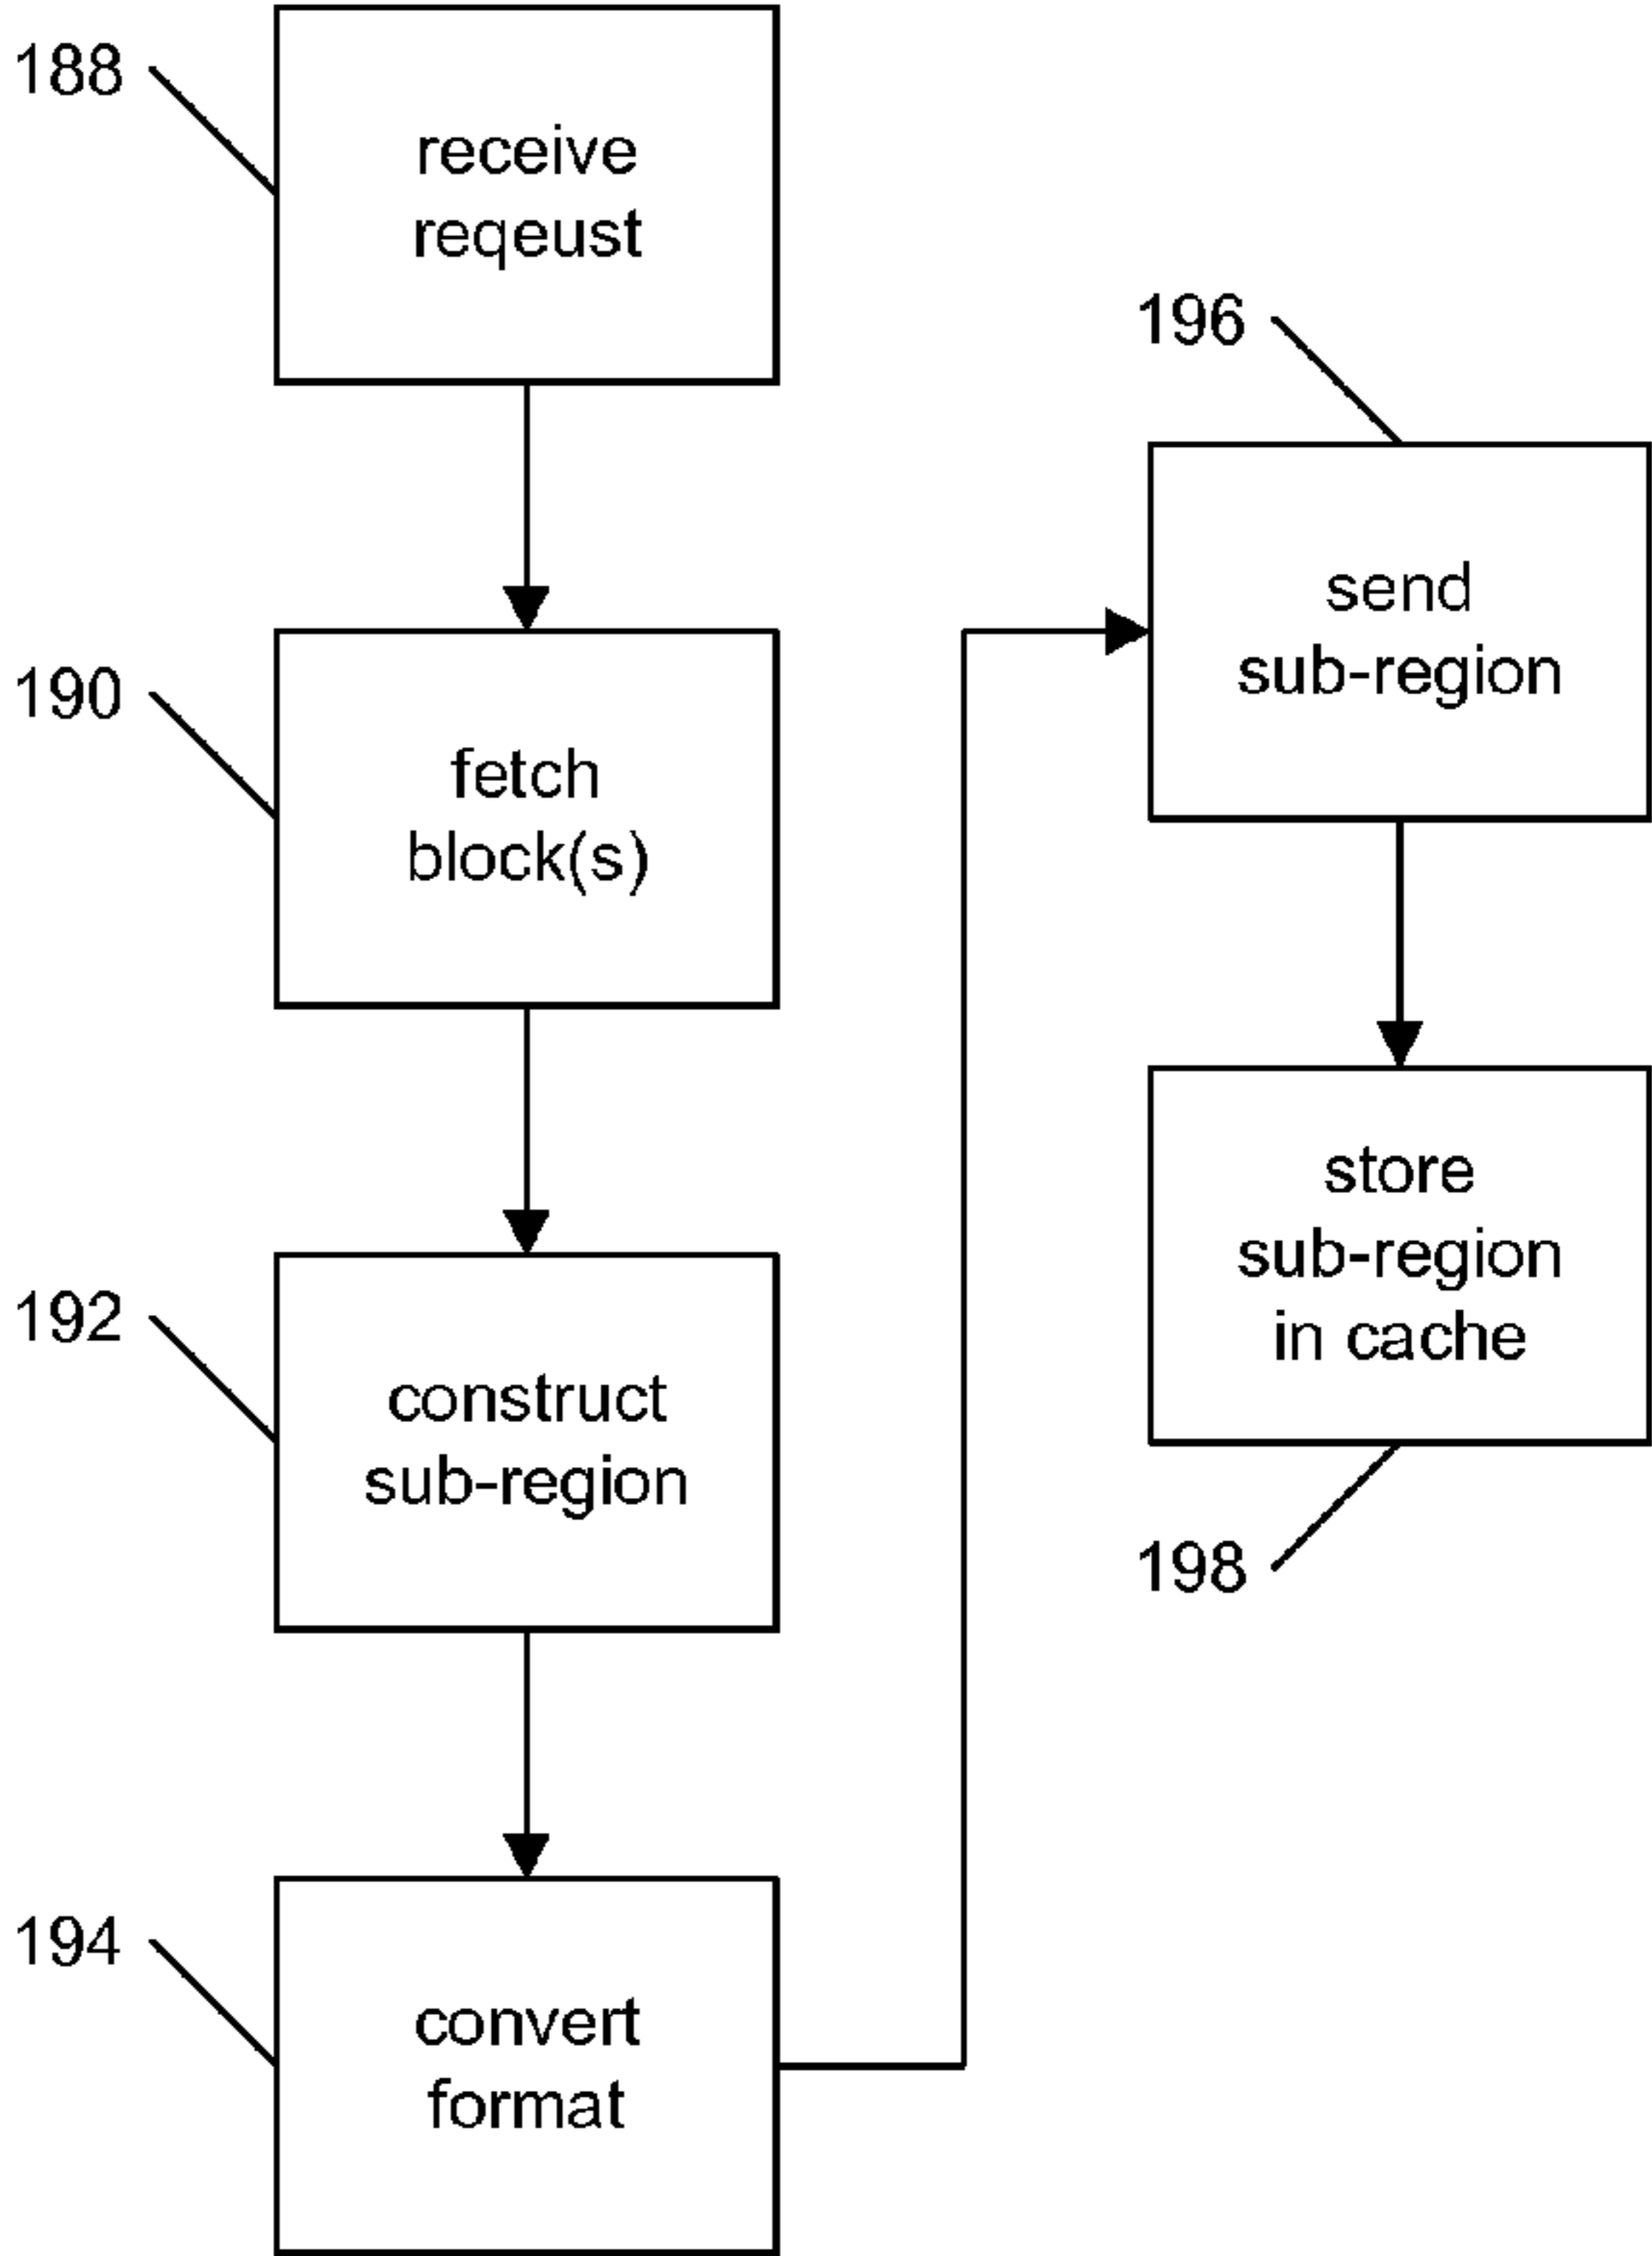 188
receive
reqeust
190
fetch
block(s)
192
construct
sub-region
194
convert
format
196
send
sub-region
store
sub-region
in cache
198